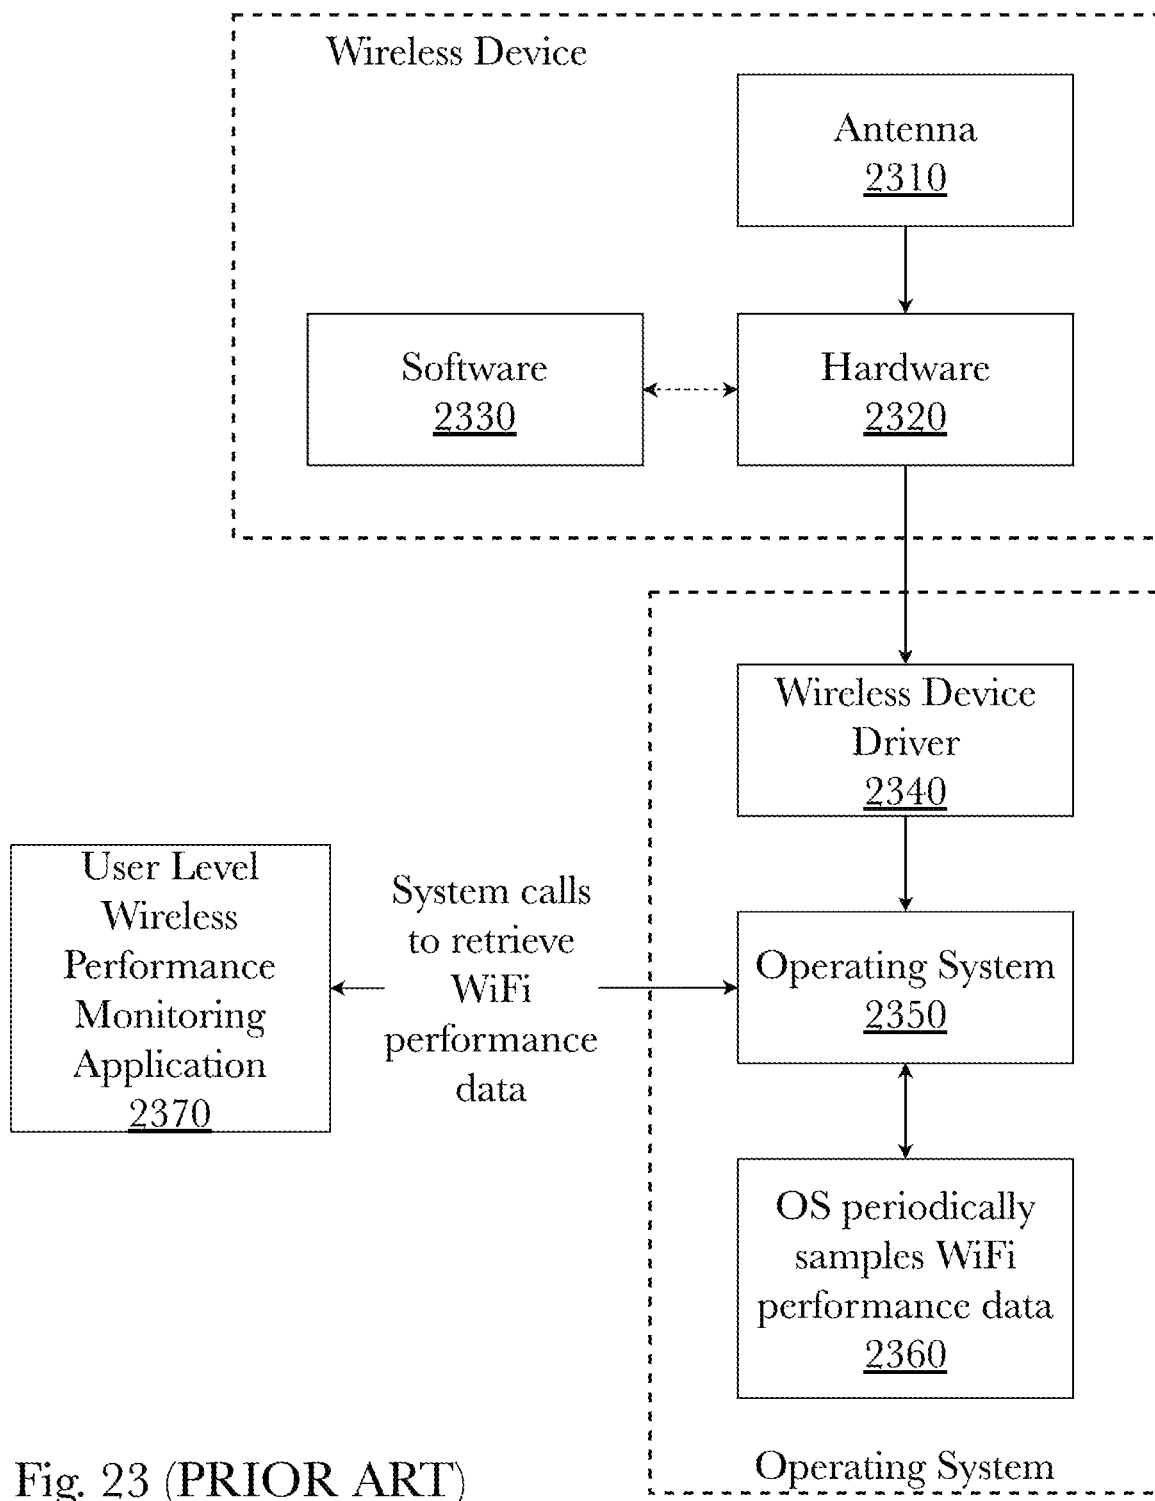 Wireless Device
Antenna
2310
Software
2330
Hardware
2320
Wireless Device
Driver
2340
User Level
Wireless
Performance
Monitoring
Application
2370
System calls
to retrieve
WiFi
performance
data
Operating System
2350
OS periodically
samples WiFi
performance data
2360
Operating System
Fig. 23 (PRIOR ART)